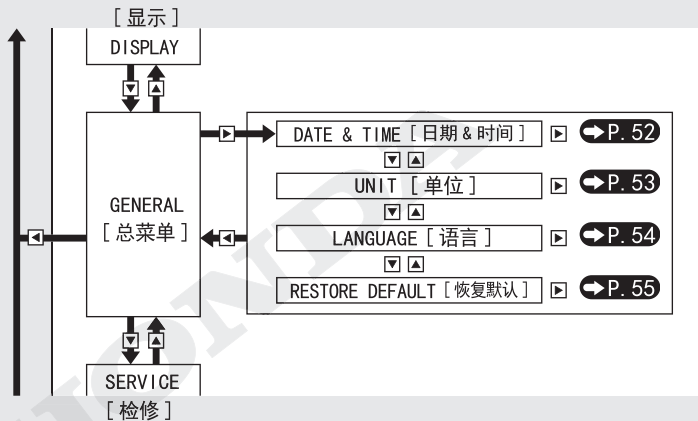 [ 显示 ]
DISPLAY
GENERAL
[ 总菜单 ]
DATE & TIME [ 日期 & 时间 ]
P. 52
UNIT [ 单位 ]
P. 53
LANGUAGE [ 语言 ]
P. 54
RESTORE DEFAULT [ 恢复默认 ]
P. 55
SERVICE
[ 检修 ]
HONDA